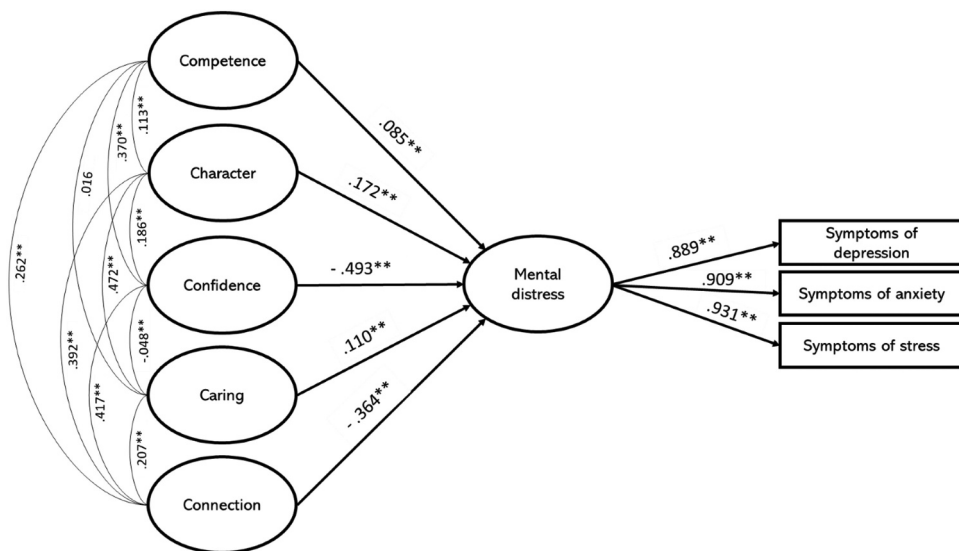 Competence
Character
Confidence
Caring
Connection
.113**
.370**
.016
.262**
.186**
.472**
.392**
-.048**
.417**
.207**
.085**
.172**
- .493**
.110**
- .364**
Mental
distress
.889**
.909**
.931**
Symptoms of
depression
Symptoms of anxiety
Symptoms of stress